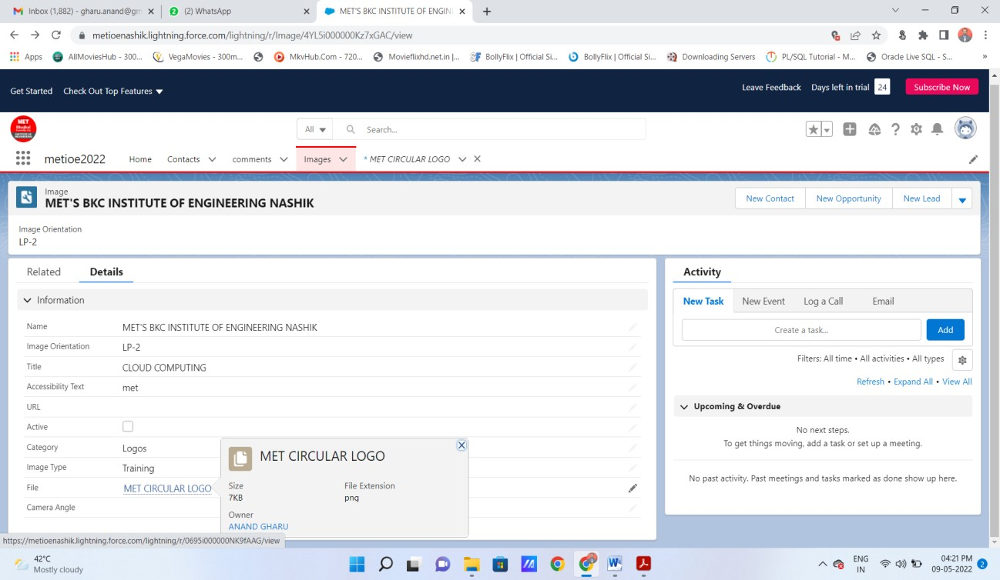 Inbox (1,882) - gharu.anand@gm
(2) WhatsApp
MET'S BKC INSTITUTE OF ENGIN
metioenashik.lightning.force.com/lightning/r/Image/4YL5i000000Kz7xGAC/view
Apps AllMoviesHub - 300... VegaMovies - 300m... MkvHub.Com - 720... Movieflixhd.net.in |... BollyFlix | Official Si... BollyFlix | Official Si... Downloading Servers PL/SQL Tutorial - M... Oracle Live SQL - S... »
Get Started Check Out Top Features Leave Feedback Days left in trial 24 Subscribe Now
MET
All Search...
metioe2022 Home Contacts comments Images * MET CIRCULAR LOGO
Image
MET'S BKC INSTITUTE OF ENGINEERING NASHIK
New Contact New Opportunity New Lead
Image Orientation
LP-2
Related Details
Information
Name MET'S BKC INSTITUTE OF ENGINEERING NASHIK
Image Orientation LP-2
Title CLOUD COMPUTING
Accessibility Text met
URL
Active
Category Logos
Image Type Training
File MET CIRCULAR LOGO
Camera Angle
MET CIRCULAR LOGO
Size File Extension
7KB png
Owner
ANAND GHARU
Activity
New Task New Event Log a Call Email
Create a task... Add
Filters: All time • All activities • All types
Refresh • Expand All • View All
Upcoming & Overdue
No next steps.
To get things moving, add a task or set up a meeting.
No past activity. Past meetings and tasks marked as done show up here.
https://metioenashik.lightning.force.com/lightning/r/0695i000000NK9fAAG/view
42°C
Mostly cloudy
ENG
IN
04:21 PM
09-05-2022
2